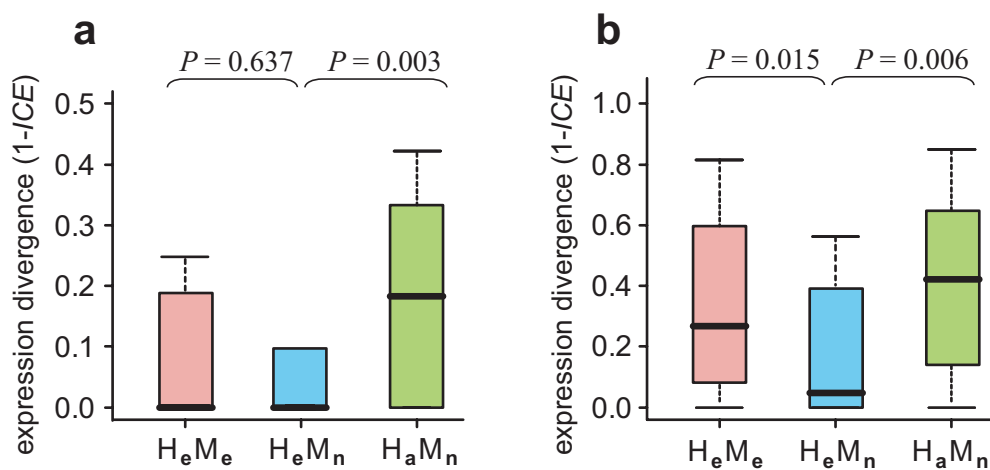 a
P = 0.637
P = 0.003
expression divergence (1-ICE)
0.5
0.4
0.3
0.2
0.1
0.0
HₑMₑ
HₑMₙ
HₐMₙ
b
P = 0.015
P = 0.006
expression divergence (1-ICE)
1.0
0.8
0.6
0.4
0.2
0.0
HₑMₑ
HₑMₙ
HₐMₙ